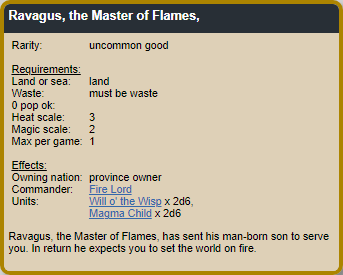 Ravagus, the Master of Flames,
Rarity: uncommon good
Requirements:
Land or sea: land
Waste: must be waste
0 pop ok:
Heat scale: 3
Magic scale: 2
Max per game: 1
Effects:
Owning nation: province owner
Commander: Fire Lord
Units: Will o' the Wisp x 2d6,
Magma Child x 2d6
Ravagus, the Master of Flames, has sent his man-born son to serve
you. In return he expects you to set the world on fire.